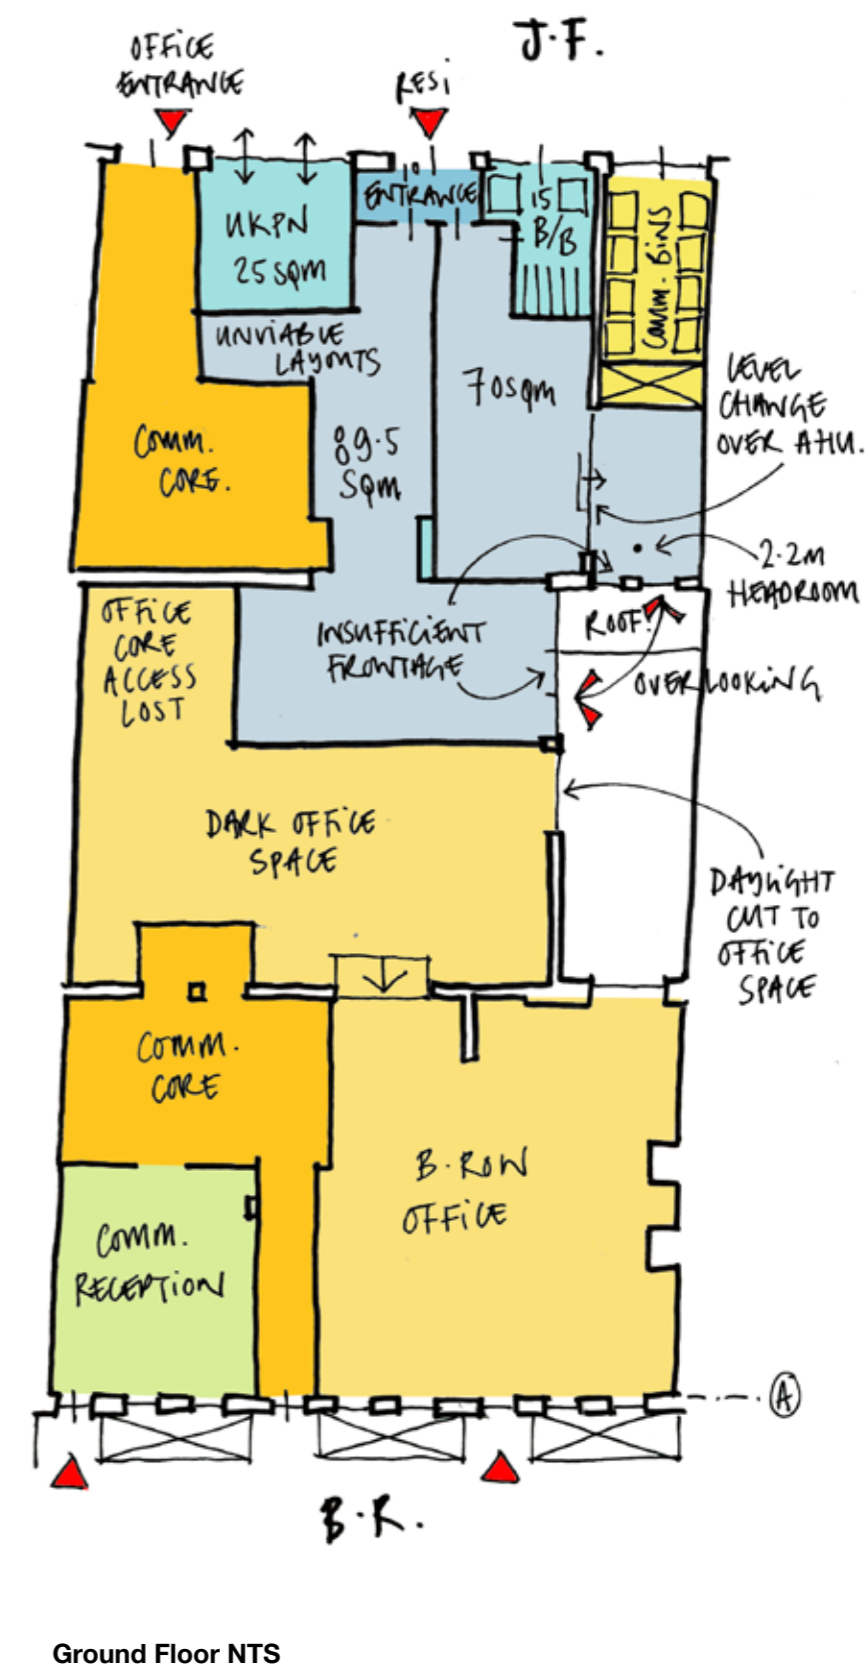 J.F.
OFFICE
ENTRANCE
RESI
ENTRANCE
UKPN
25 SQM
15
B/B
COMM. BINS
UNVIABLE
LAYOUTS
70SQM
LEVEL
CHANGE
OVER AHU.
COMM.
CORE.
89.5
SQM
2.2M
HEADROOM
OFFICE
CORE
ACCESS
LOST
INSUFFICIENT
FRONTAGE
ROOF?
OVERLOOKING
DARK OFFICE
SPACE
DAYLIGHT
CUT TO
OFFICE
SPACE
COMM.
CORE
B. ROW
OFFICE
COMM.
RECEPTION
A
B.R.
Ground Floor NTS